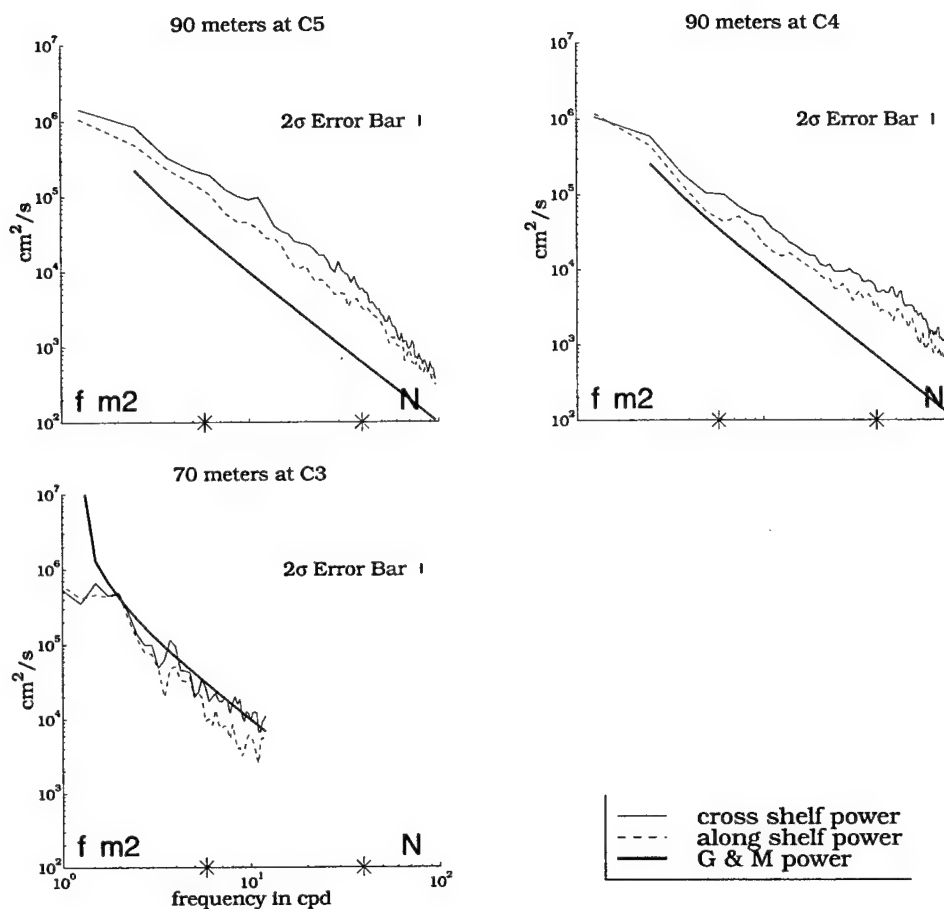 90 meters at C5
10⁷
10⁶
10⁵
10⁴
10³
10²
cm²/s
2σ Error Bar
f m2
N
90 meters at C4
10⁷
10⁶
10⁵
10⁴
10³
10²
cm²/s
2σ Error Bar
f m2
N
70 meters at C3
10⁷
10⁶
10⁵
10⁴
10³
10²
cm²/s
2σ Error Bar
f m2
N
10⁰
10¹
10²
frequency in cpd
cross shelf power
along shelf power
G & M power